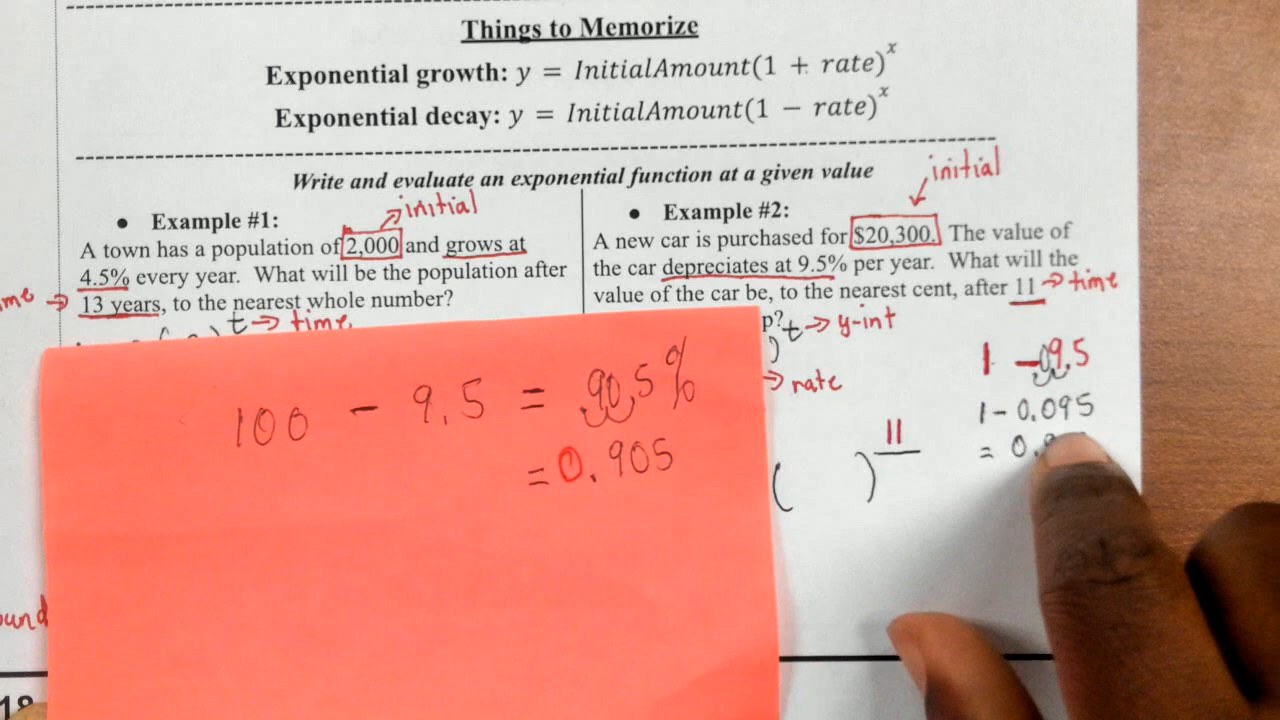 Things to Memorize
Exponential growth: y = InitialAmount(1 + rate)^x
Exponential decay: y = InitialAmount(1 − rate)^x
Write and evaluate an exponential function at a given value
initial
• Example #1:
initial
A town has a population of 2,000 and grows at
4.5% every year. What will be the population after
13 years, to the nearest whole number?
t → time
• Example #2:
A new car is purchased for $20,300. The value of
the car depreciates at 9.5% per year. What will the
value of the car be, to the nearest cent, after 11 → time
p? t → y-int
)
→ rate
1 - 09.5
1 - 0.095
= 0.
( ) 11
100 - 9.5 = 90.5%
= 0.905
18